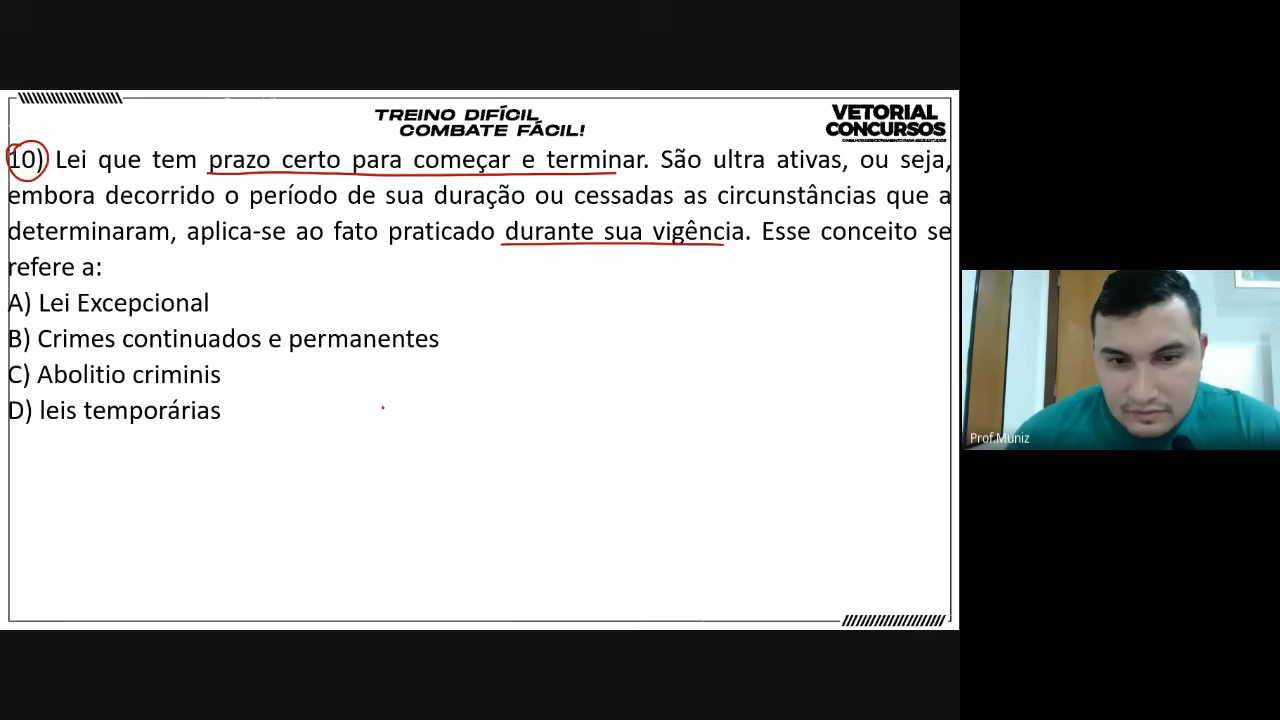 TREINO DIFÍCIL
COMBATE FÁCIL!
VETORIAL
CONCURSOS
10) Lei que tem prazo certo para começar e terminar. São ultra ativas, ou seja,
embora decorrido o período de sua duração ou cessadas as circunstâncias que a
determinaram, aplica-se ao fato praticado durante sua vigência. Esse conceito se
refere a:
A) Lei Excepcional
B) Crimes continuados e permanentes
C) Abolitio criminis
D) leis temporárias
Prof.Muniz